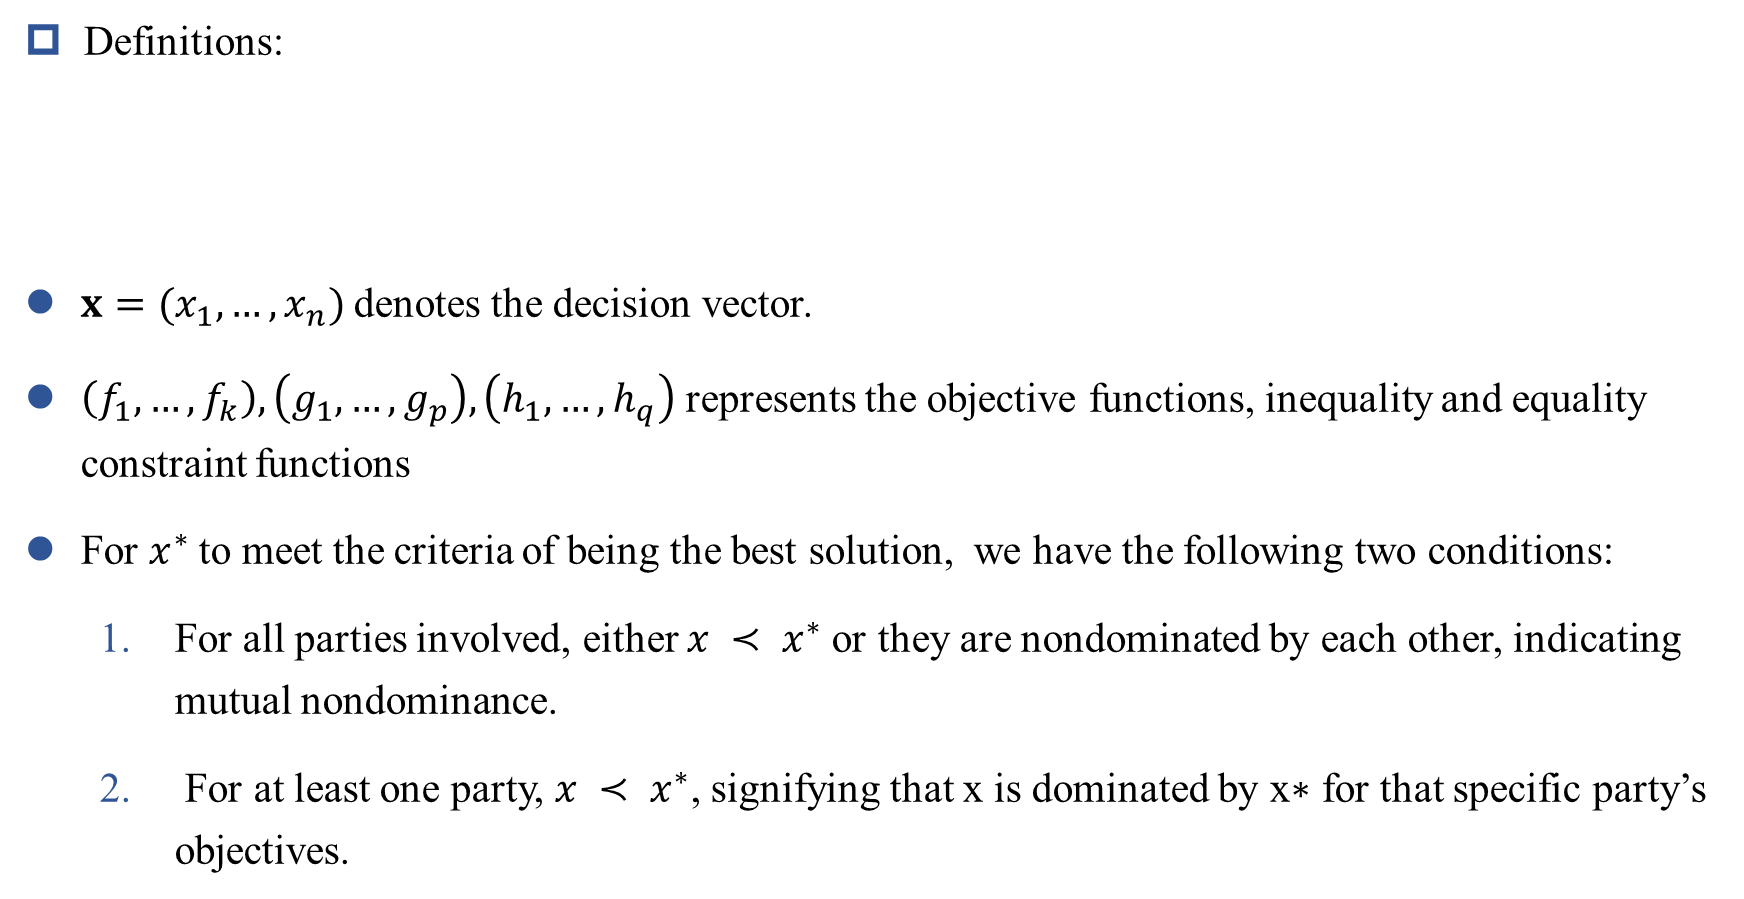 Definitions:
x = (x₁, … , xₙ) denotes the decision vector.
(f₁, … , fₖ), (g₁, … , gₚ), (h₁, … , h_q) represents the objective functions, inequality and equality
constraint functions
For x* to meet the criteria of being the best solution, we have the following two conditions:
1. For all parties involved, either x ≺ x* or they are nondominated by each other, indicating
mutual nondominance.
2. For at least one party, x ≺ x*, signifying that x is dominated by x∗ for that specific party’s
objectives.